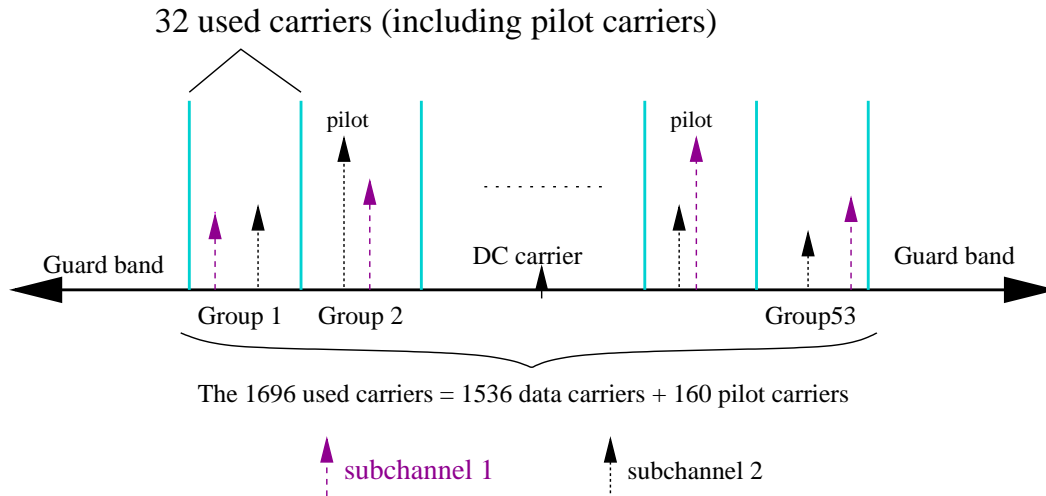 32 used carriers (including pilot carriers)
pilot
pilot
Guard band
DC carrier
Guard band
Group 1
Group 2
Group53
The 1696 used carriers = 1536 data carriers + 160 pilot carriers
subchannel 1
subchannel 2